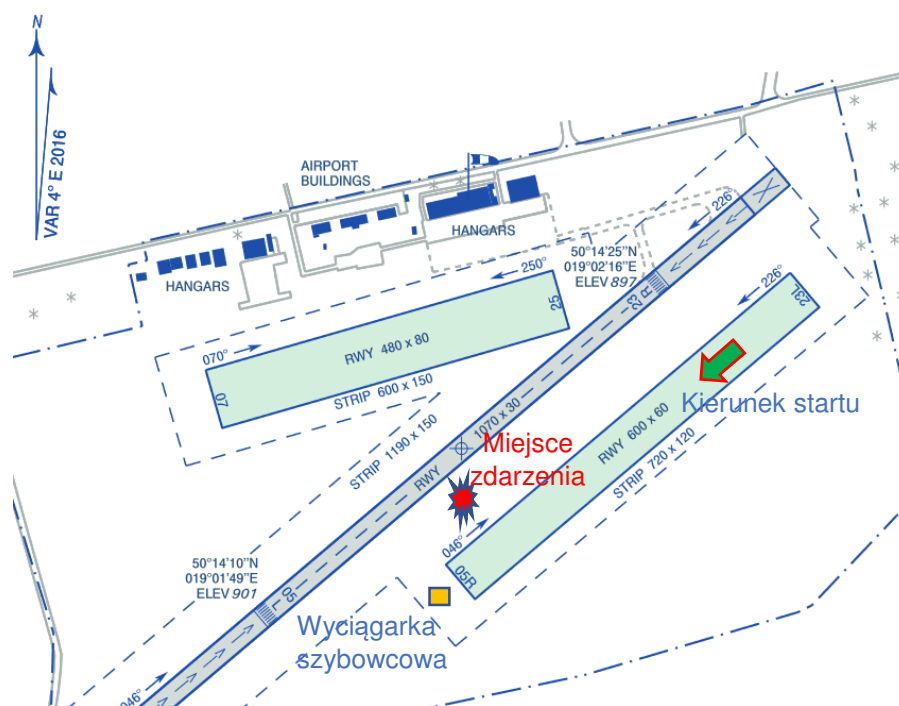 N
VAR 4° E 2016
AIRPORT
BUILDINGS
HANGARS
HANGARS
226°
50°14'25"N
019°02'16"E
ELEV 897
250°
25
23
R
226°
23L
070°
RWY 480 x 80
07
STRIP 600 x 150
Kierunek startu
STRIP 1190 x 150
RWY
1070 x 30
RWY 600 x 60
STRIP 720 x 120
Miejsce
zdarzenia
046°
05R
50°14'10"N
019°01'49"E
ELEV 901
05
L
Wyciągarka
szybowcowa
046°